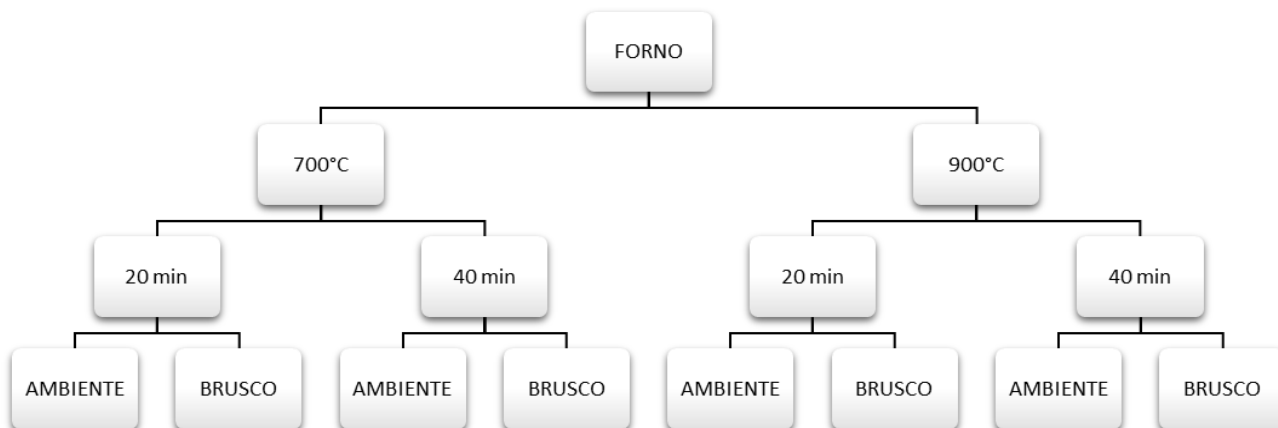 FORNO
700°C
900°C
20 min
40 min
20 min
40 min
AMBIENTE
BRUSCO
AMBIENTE
BRUSCO
AMBIENTE
BRUSCO
AMBIENTE
BRUSCO